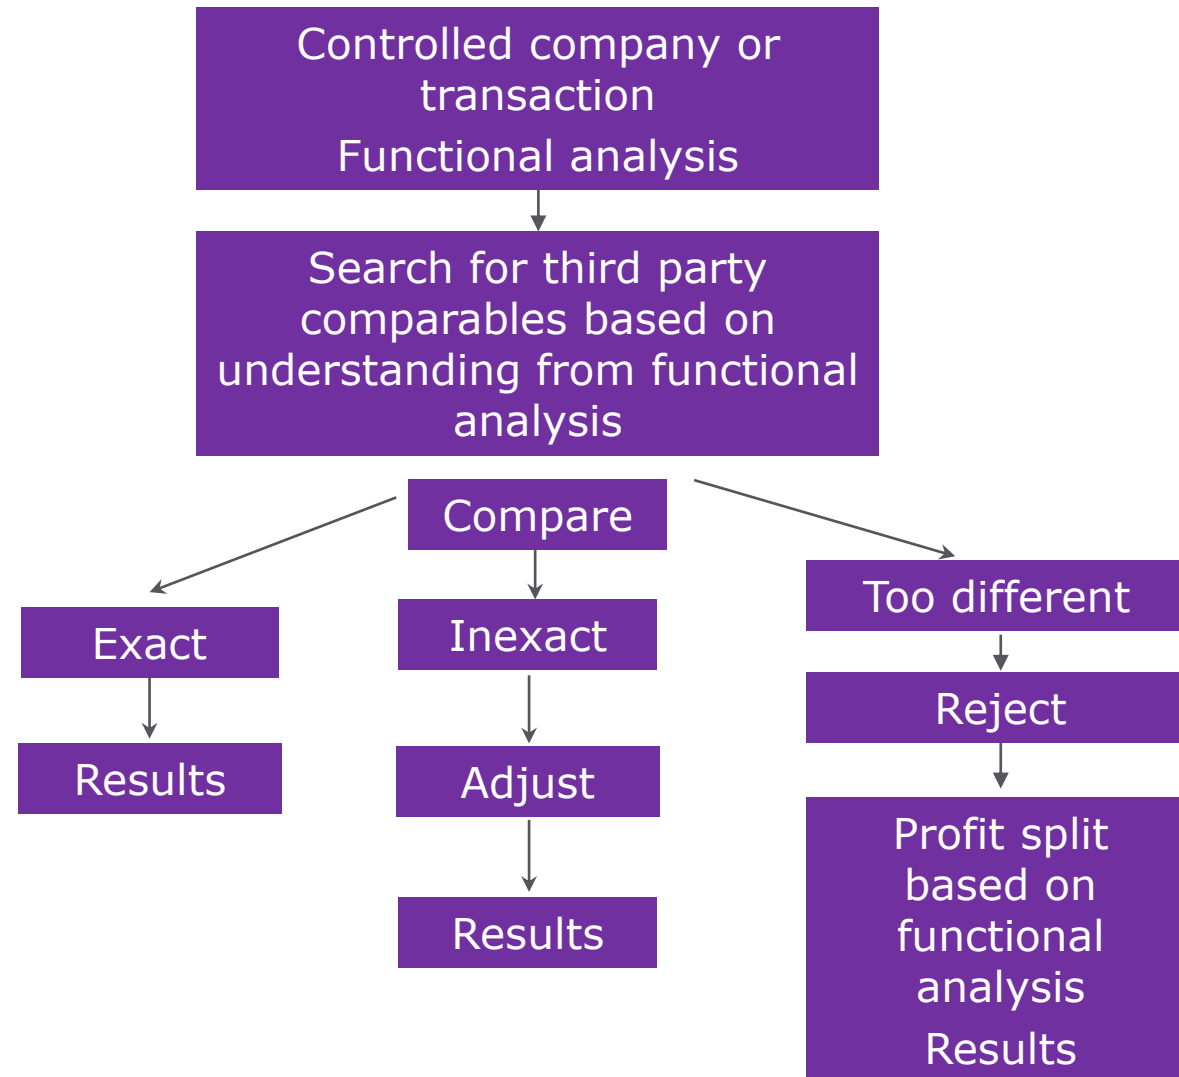 Controlled company or
transaction
Functional analysis
Search for third party
comparables based on
understanding from functional
analysis
Compare
Exact
Results
Inexact
Adjust
Results
Too different
Reject
Profit split
based on
functional
analysis
Results